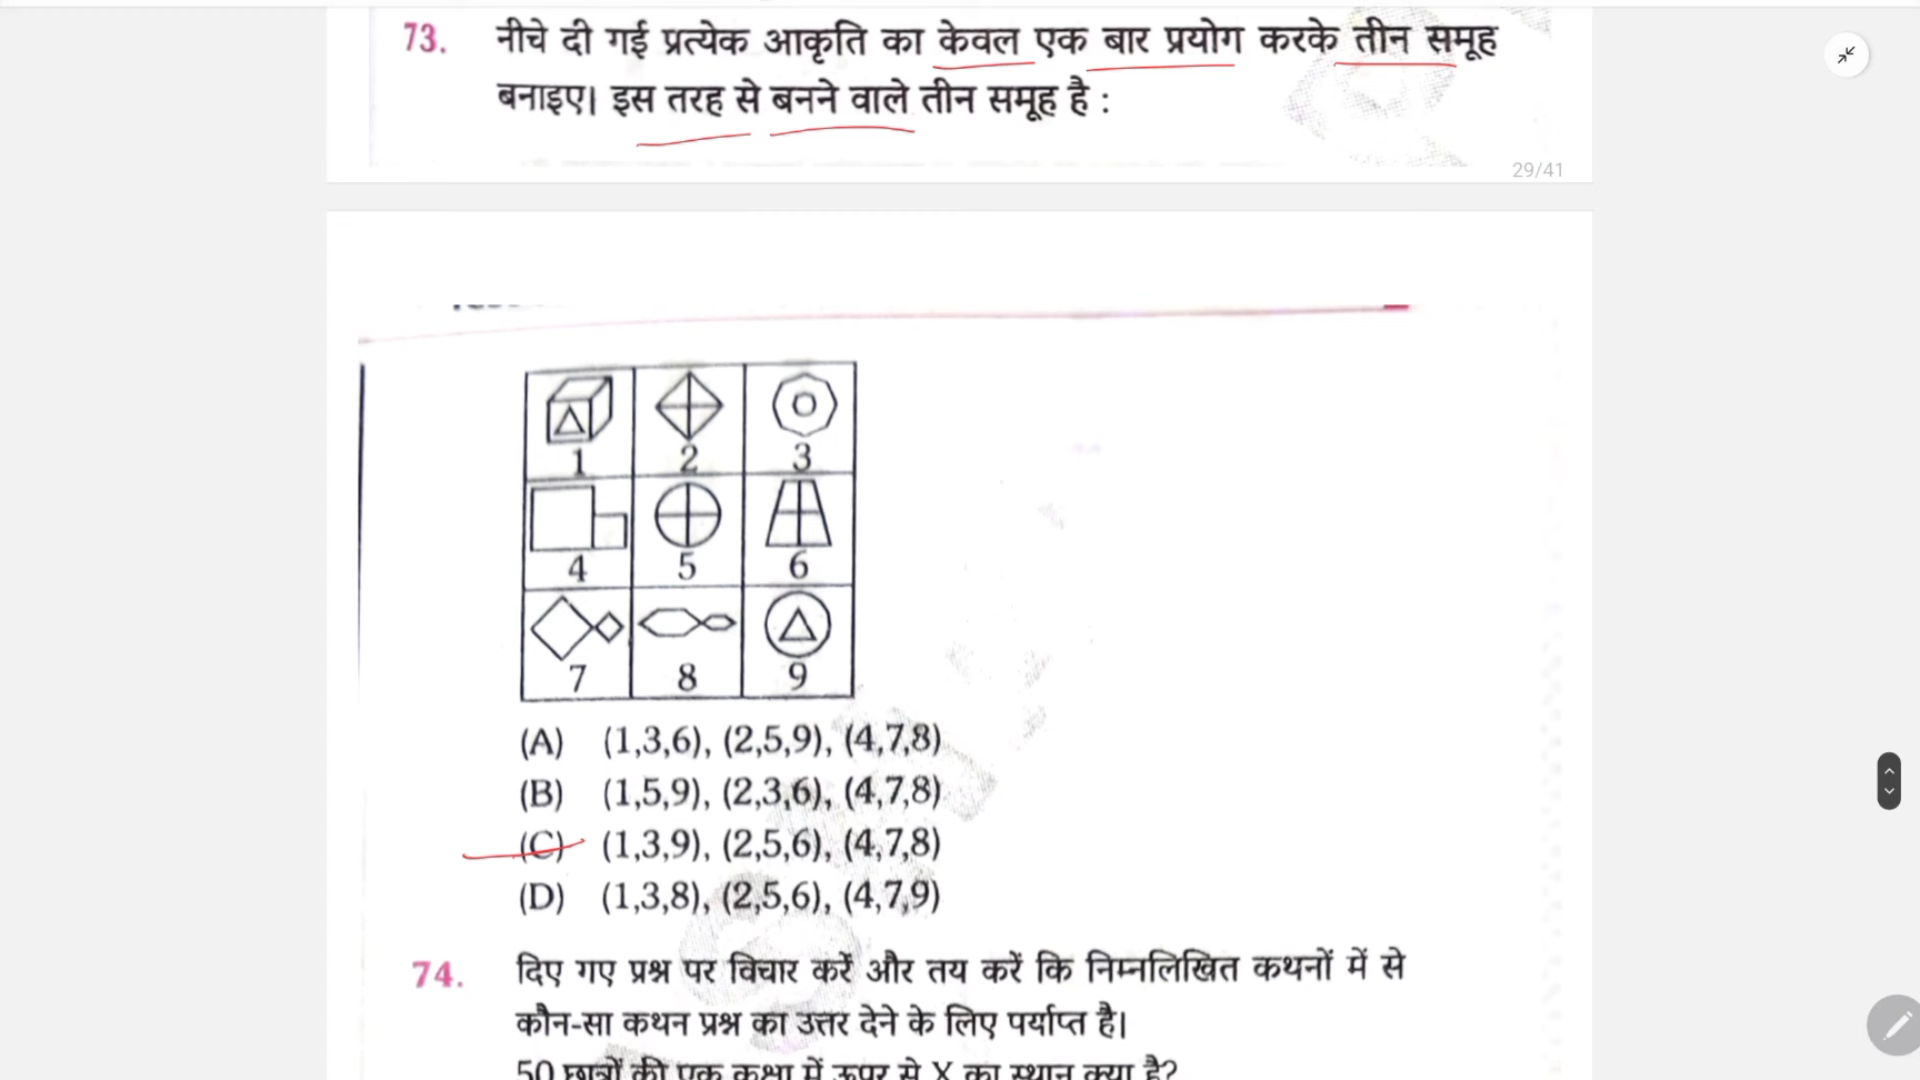 73. नीचे दी गई प्रत्येक आकृति का केवल एक बार प्रयोग करके तीन समूह
बनाइए। इस तरह से बनने वाले तीन समूह है :
29/41
1 2 3
4 5 6
7 8 9
(A) (1,3,6), (2,5,9), (4,7,8)
(B) (1,5,9), (2,3,6), (4,7,8)
(C) (1,3,9), (2,5,6), (4,7,8)
(D) (1,3,8), (2,5,6), (4,7,9)
74. दिए गए प्रश्न पर विचार करें और तय करें कि निम्नलिखित कथनों में से
कौन-सा कथन प्रश्न का उत्तर देने के लिए पर्याप्त है।
50 छात्रों की एक कक्षा में ऊपर से X का स्थान क्या है?